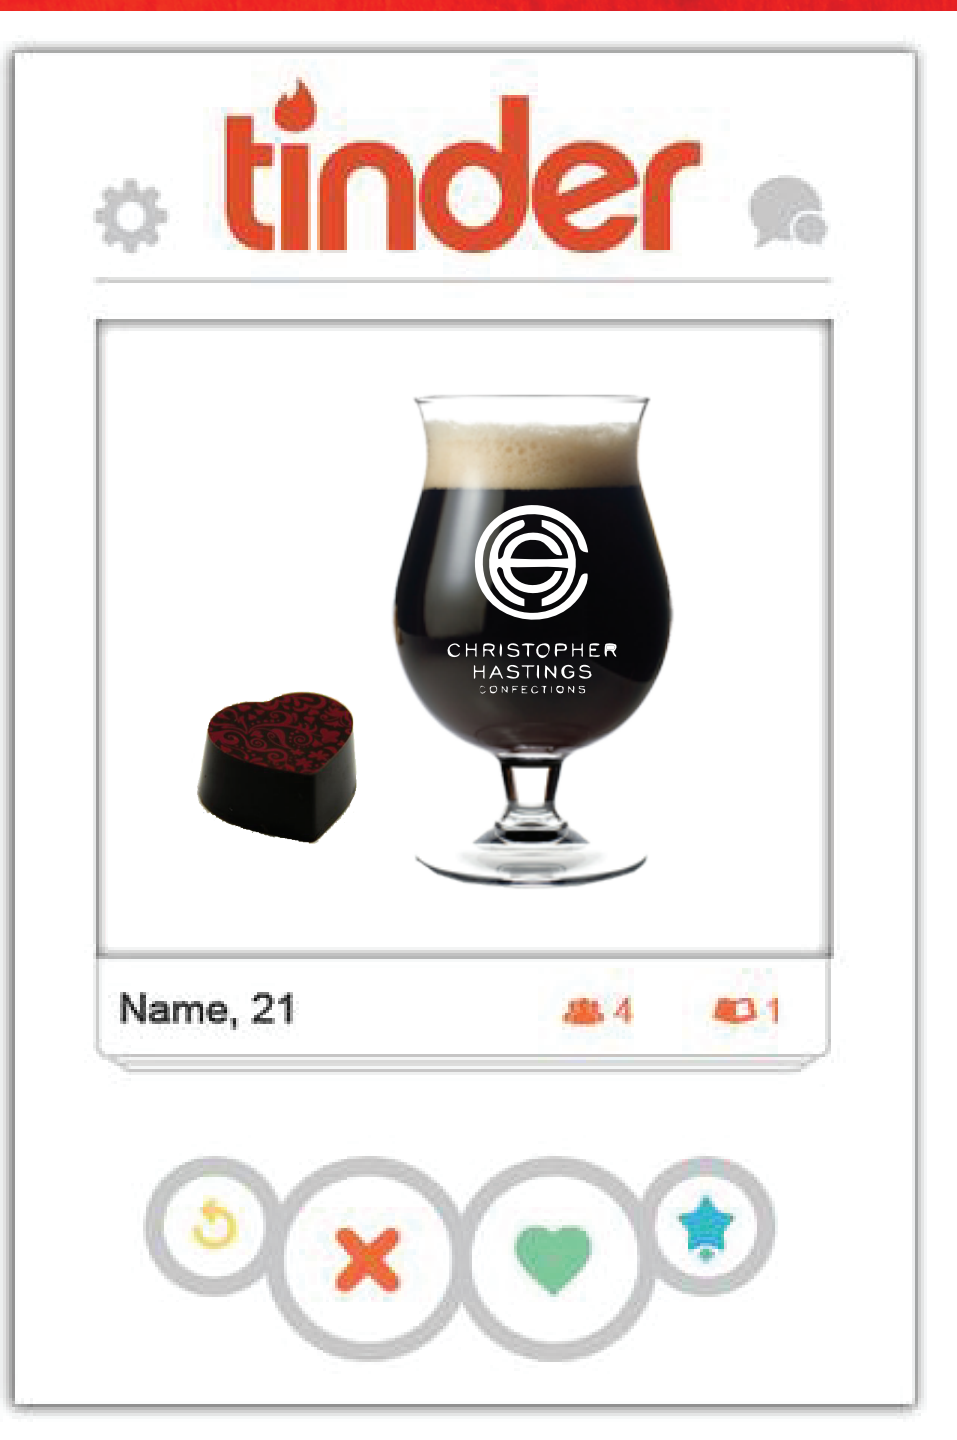 tinder
CHRISTOPHER
HASTINGS
CONFECTIONS
Name, 21
4
1